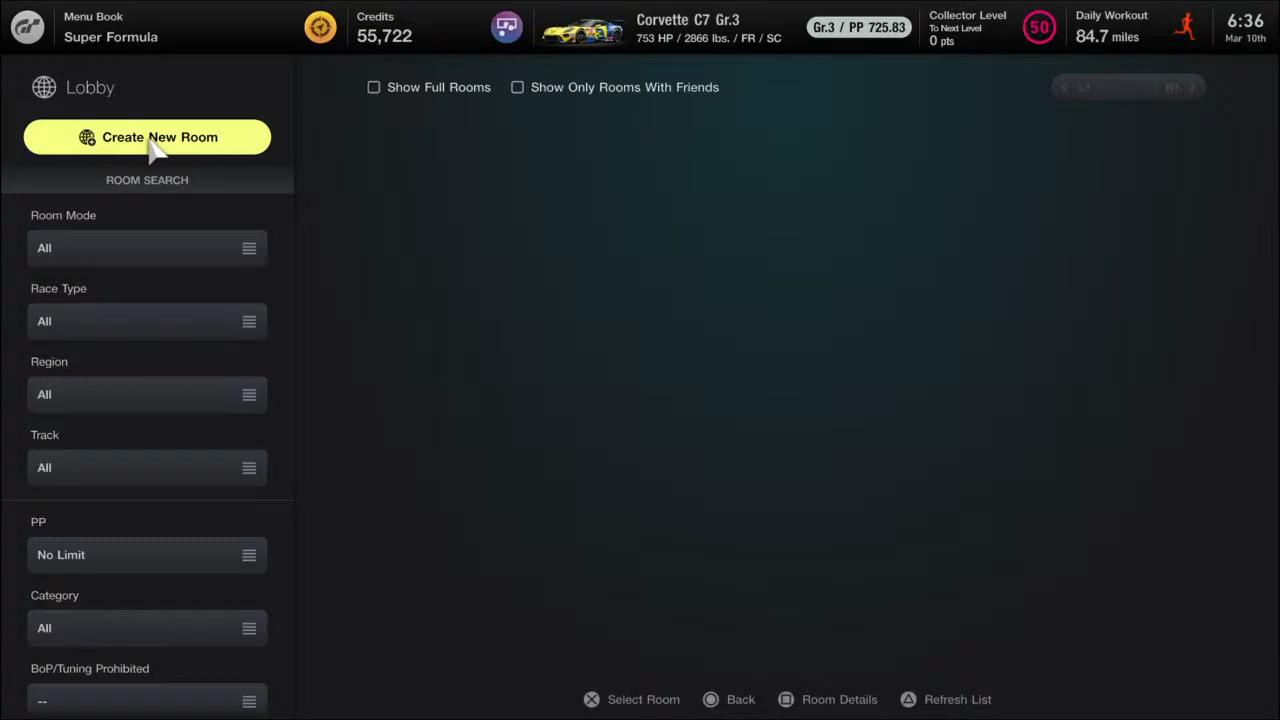 Menu Book
Super Formula
Credits
55,722
Corvette C7 Gr.3
753 HP / 2866 lbs. / FR / SC
Gr.3 / PP 725.83
Collector Level
To Next Level
0 pts
50
Daily Workout
84.7 miles
6:36
Mar 10th
Lobby
Show Full Rooms
Show Only Rooms With Friends
L1
R1
Create New Room
ROOM SEARCH
Room Mode
All
Race Type
All
Region
All
Track
All
PP
No Limit
Category
All
BoP/Tuning Prohibited
--
Select Room
Back
Room Details
Refresh List